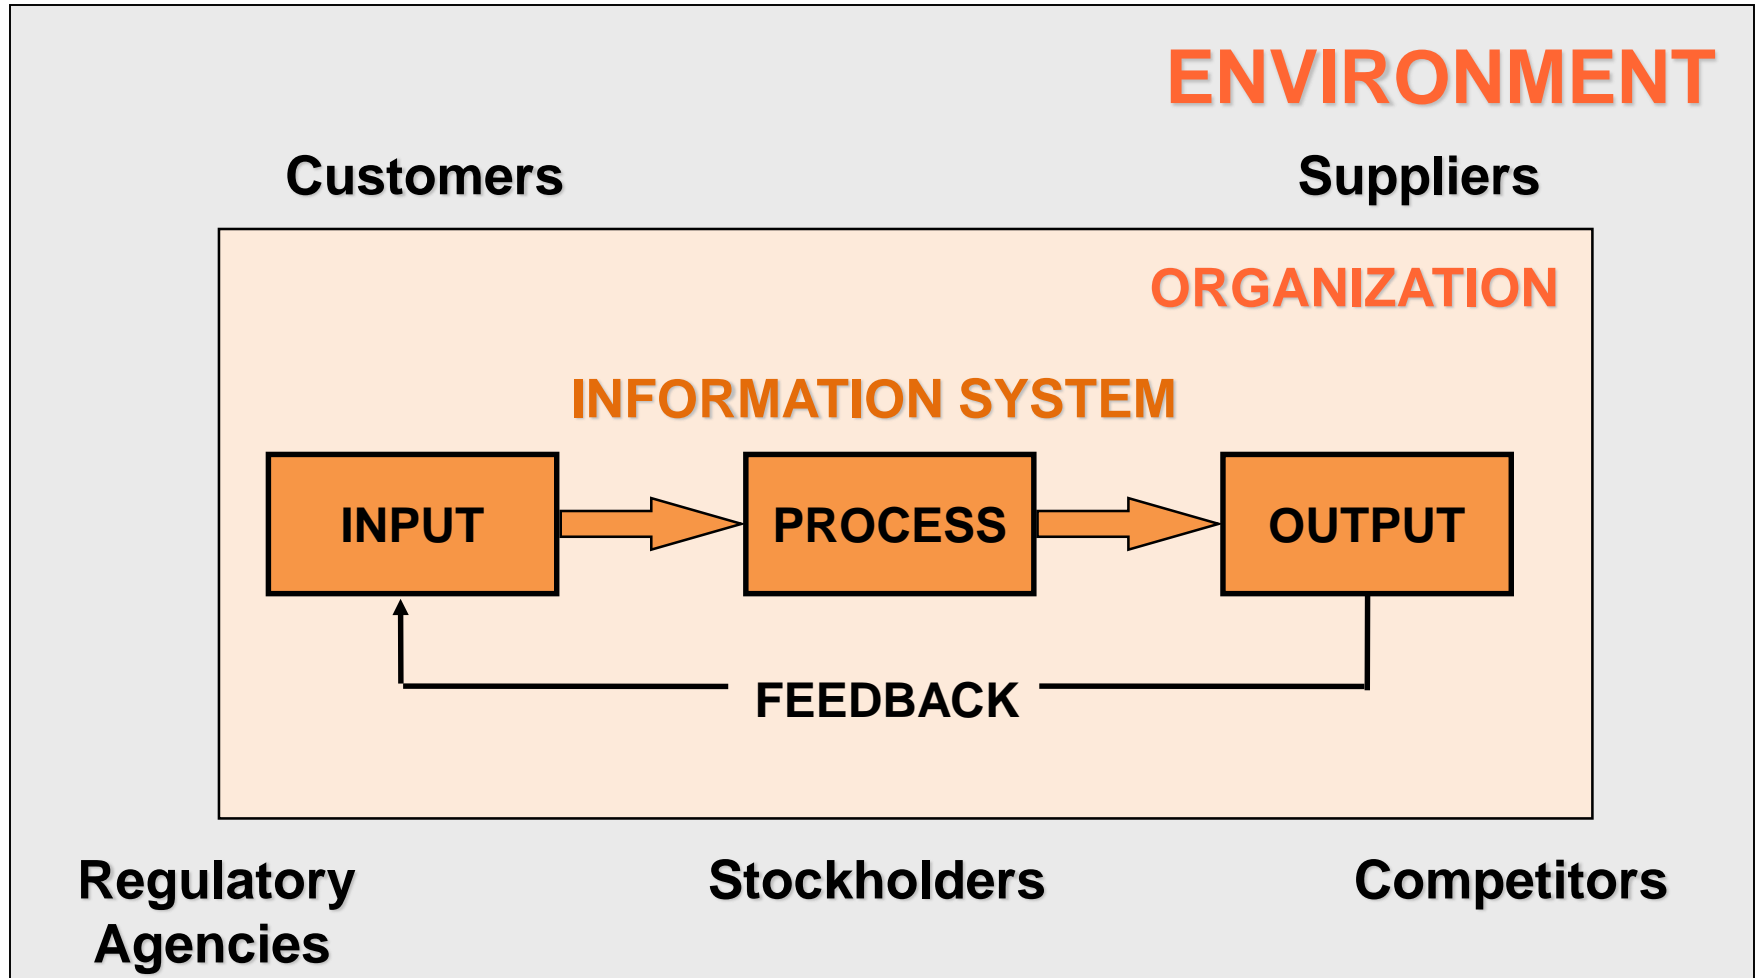 ENVIRONMENT
Customers
Suppliers
ORGANIZATION
INFORMATION SYSTEM
INPUT
PROCESS
OUTPUT
FEEDBACK
Regulatory
Agencies
Stockholders
Competitors